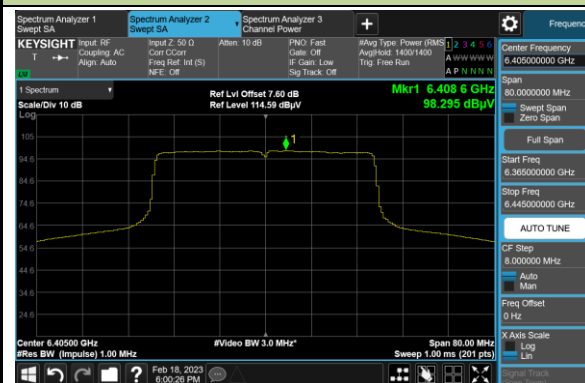 Spectrum Analyzer 1
Swept SA
Spectrum Analyzer 2
Swept SA
Spectrum Analyzer 3
Channel Power
Frequen
KEYSIGHT
Input: RF
Coupling: AC
Align: Auto
Input Z: 50 Ω
Corr CCorr
Freq Ref: Int (S)
NFE: Off
Atten: 10 dB
PNO: Fast
Gate: Off
IF Gain: Low
Sig Track: Off
#Avg Type: Power (RMS
Avg|Hold: 1400/1400
Trig: Free Run
1 2 3 4 5 6
A W W W W W
A P N N N N
1 Spectrum
Scale/Div 10 dB
Log
Ref Lvl Offset 7.60 dB
Ref Level 114.59 dBµV
Mkr1 6.408 6 GHz
98.295 dBµV
1
105
94.6
84.6
74.6
64.6
54.6
44.6
34.6
24.6
Center 6.40500 GHz
#Res BW (Impulse) 1.00 MHz
#Video BW 3.0 MHz*
Span 80.00 MHz
Sweep 1.00 ms (201 pts)
Center Frequency
6.405000000 GHz
Span
80.0000000 MHz
Swept Span
Zero Span
Full Span
Start Freq
6.365000000 GHz
Stop Freq
6.445000000 GHz
AUTO TUNE
CF Step
8.000000 MHz
Auto
Man
Freq Offset
0 Hz
X Axis Scale
Log
Lin
Signal Track
Feb 18, 2023
6:00:26 PM